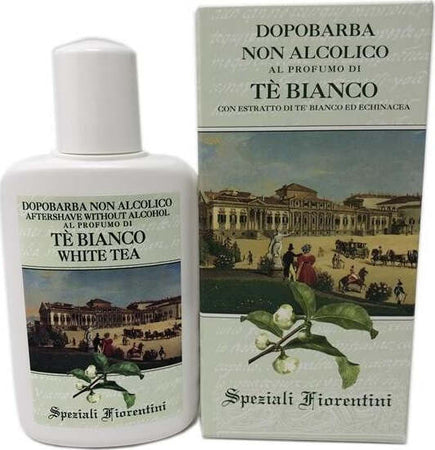 DOPOBARBA NON ALCOLICO
AFTERSHAVE WITHOUT ALCOHOL
AL PROFUMO DI
TÈ BIANCO
WHITE TEA
Speziali Fiorentini
DOPOBARBA
NON ALCOLICO
AL PROFUMO DI
TÈ BIANCO
CON ESTRATTO DI TE' BIANCO ED ECHINACEA
Speziali Fiorentini